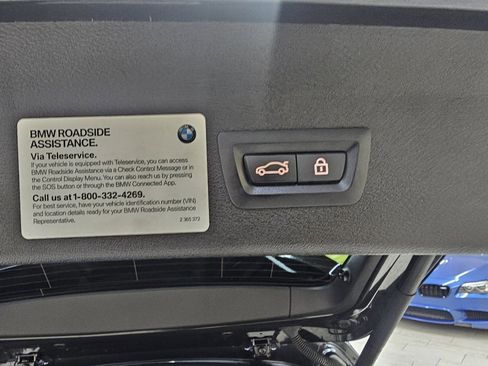 BMW ROADSIDE
ASSISTANCE.
Via Teleservice.
If your vehicle is equipped with Teleservice, you can access
BMW Roadside Assistance via a Check Control Message or in
the Control Display Menu. You can also reach us by pressing
the SOS button or through the BMW Connected App.
Call us at 1-800-332-4269.
For best service, have your vehicle identification number (VIN)
and location details ready for your BMW Roadside Assistance
Representative.
2 365 372